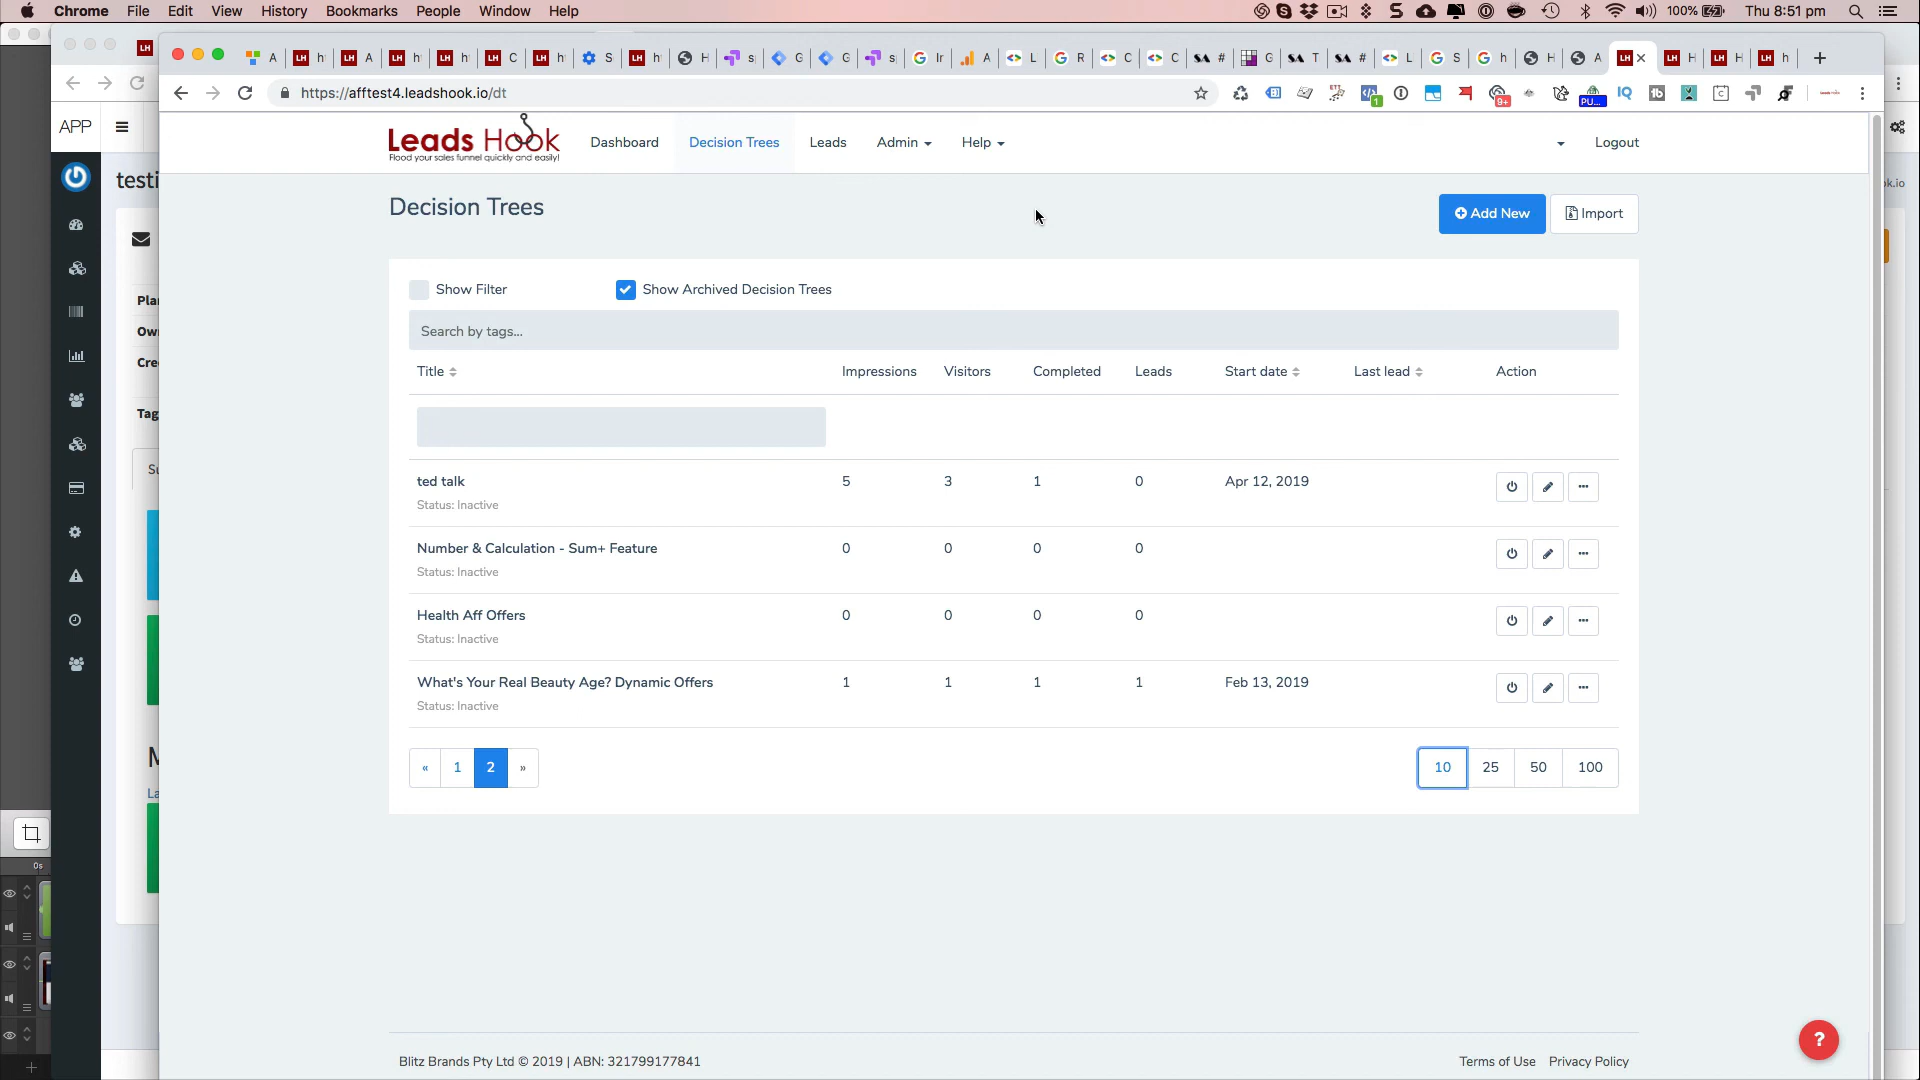 Chrome File Edit View History Bookmarks People Window Help 100% Thu 8:51 pm
https://afftest4.leadshook.io/dt
APP
Leads Hook
Flood your sales funnel quickly and easily!
Dashboard Decision Trees Leads Admin Help Logout
testi
Decision Trees
Add New Import
Show Filter Show Archived Decision Trees
Search by tags...
Title Impressions Visitors Completed Leads Start date Last lead Action
ted talk 5 3 1 0 Apr 12, 2019
Status: Inactive
Number & Calculation - Sum+ Feature 0 0 0 0
Status: Inactive
Health Aff Offers 0 0 0 0
Status: Inactive
What's Your Real Beauty Age? Dynamic Offers 1 1 1 1 Feb 13, 2019
Status: Inactive
« 1 2 » 10 25 50 100
Blitz Brands Pty Ltd © 2019 | ABN: 321799177841 Terms of Use Privacy Policy
?